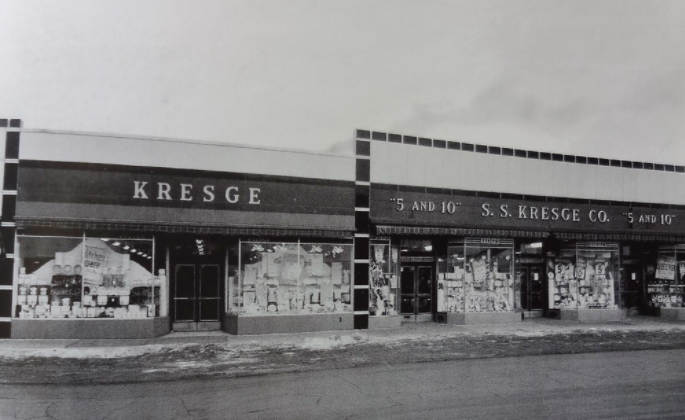 KRESGE
"5 AND 10" S. S. KRESGE CO. "5 AND 10"